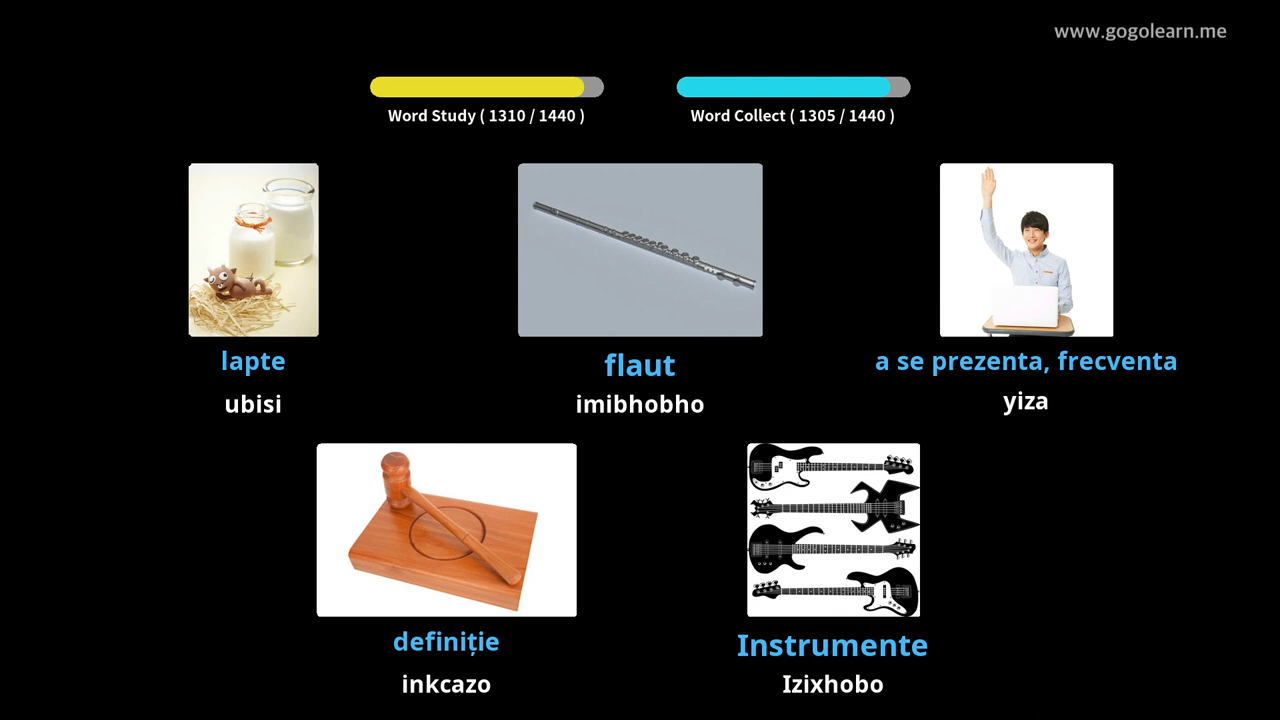 www.gogolearn.me
Word Study ( 1310 / 1440 )
Word Collect ( 1305 / 1440 )
lapte
ubisi
flaut
imibhobho
a se prezenta, frecventa
yiza
definiție
inkcazo
Instrumente
Izixhobo